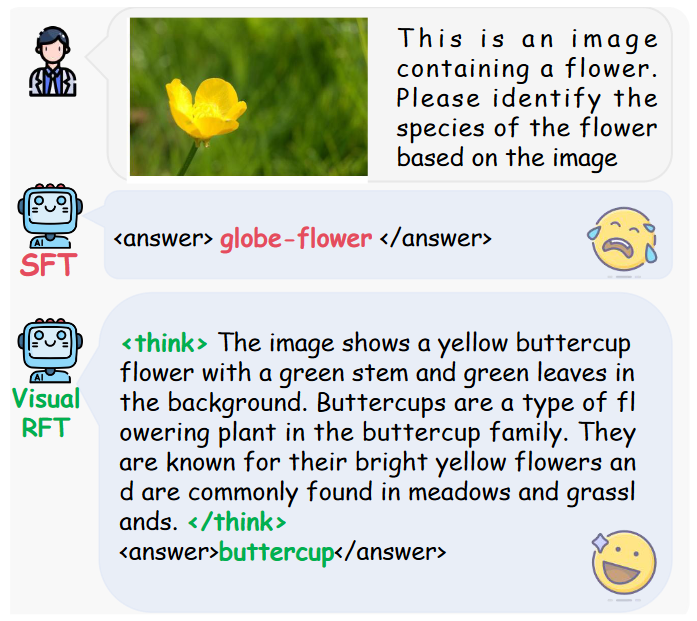 This is an image
containing a flower.
Please identify the
species of the flower
based on the image
AI
SFT
<answer> globe-flower </answer>
AI
Visual
RFT
<think> The image shows a yellow buttercup
flower with a green stem and green leaves in
the background. Buttercups are a type of fl
owering plant in the buttercup family. They
are known for their bright yellow flowers an
d are commonly found in meadows and grassl
ands. </think>
<answer>buttercup</answer>